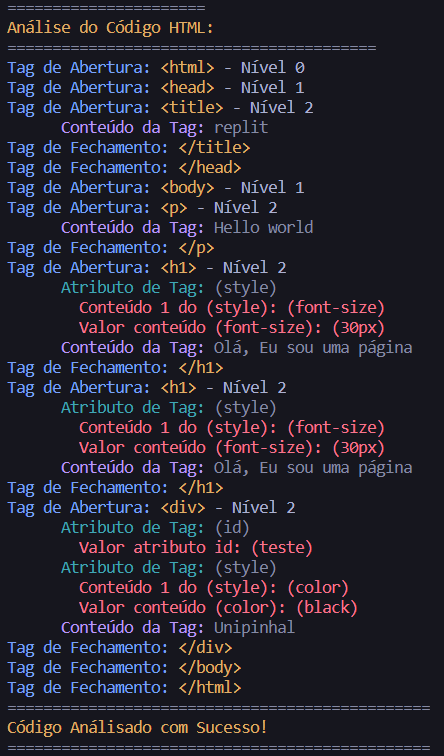 ======================
Análise do Código HTML:
=========================================
Tag de Abertura: <html> - Nível 0
Tag de Abertura: <head> - Nível 1
Tag de Abertura: <title> - Nível 2
Conteúdo da Tag: replit
Tag de Fechamento: </title>
Tag de Fechamento: </head>
Tag de Abertura: <body> - Nível 1
Tag de Abertura: <p> - Nível 2
Conteúdo da Tag: Hello world
Tag de Fechamento: </p>
Tag de Abertura: <h1> - Nível 2
Atributo de Tag: (style)
Conteúdo 1 do (style): (font-size)
Valor conteúdo (font-size): (30px)
Conteúdo da Tag: Olá, Eu sou uma página
Tag de Fechamento: </h1>
Tag de Abertura: <h1> - Nível 2
Atributo de Tag: (style)
Conteúdo 1 do (style): (font-size)
Valor conteúdo (font-size): (30px)
Conteúdo da Tag: Olá, Eu sou uma página
Tag de Fechamento: </h1>
Tag de Abertura: <div> - Nível 2
Atributo de Tag: (id)
Valor atributo id: (teste)
Atributo de Tag: (style)
Conteúdo 1 do (style): (color)
Valor conteúdo (color): (black)
Conteúdo da Tag: Unipinhal
Tag de Fechamento: </div>
Tag de Fechamento: </body>
Tag de Fechamento: </html>
===============================================
Código Análisado com Sucesso!
===============================================